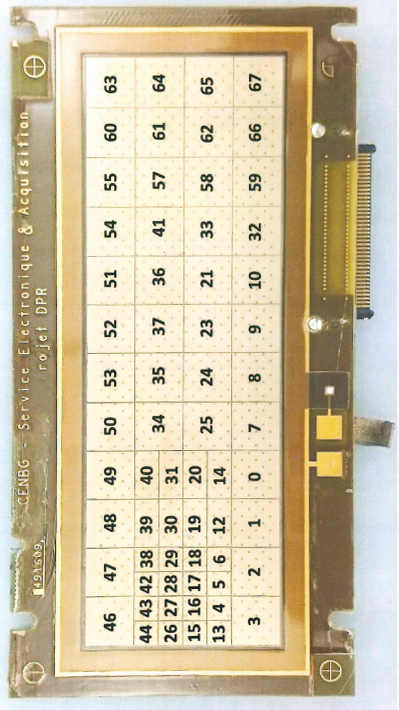 CENBG - Service Electronique & Acquisition
rojet DPR
491609
46 47 48 49 50 53 52 51 54 55 60 63
44 43 42 38 39 40
34 35 37 36 41 57 61 64
26 27 28 29 30 31
15 16 17 18 19 20
25 24 23 21 33 58 62 65
13 4 5 6 12 14
3 2 1 0 7 8 9 10 32 59 66 67